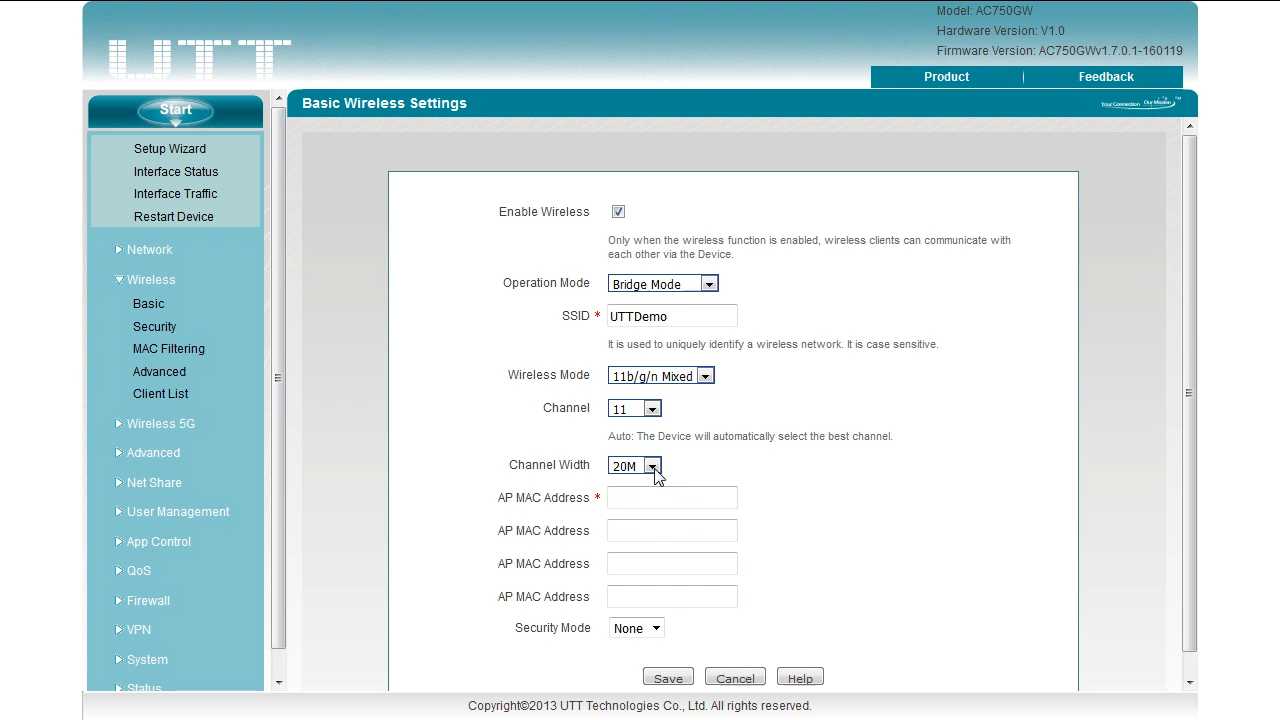 Model: AC750GW
Hardware Version: V1.0
Firmware Version: AC750GWv1.7.0.1-160119
UTT
Product
Feedback
Start
Basic Wireless Settings
Your Connection Our Mission ™
Setup Wizard
Interface Status
Interface Traffic
Restart Device
Network
Wireless
Basic
Security
MAC Filtering
Advanced
Client List
Wireless 5G
Advanced
Net Share
User Management
App Control
QoS
Firewall
VPN
System
Status
Enable Wireless
Only when the wireless function is enabled, wireless clients can communicate with
each other via the Device.
Operation Mode Bridge Mode
SSID * UTTDemo
It is used to uniquely identify a wireless network. It is case sensitive.
Wireless Mode 11b/g/n Mixed
Channel 11
Auto: The Device will automatically select the best channel.
Channel Width 20M
AP MAC Address *
AP MAC Address
AP MAC Address
AP MAC Address
Security Mode None
Save Cancel Help
Copyright©2013 UTT Technologies Co., Ltd. All rights reserved.